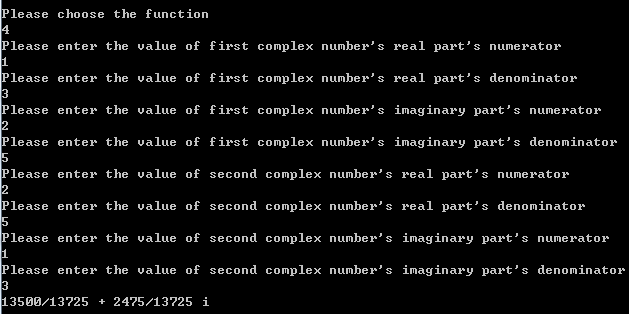 Please choose the function
4
Please enter the value of first complex number's real part's numerator
1
Please enter the value of first complex number's real part's denominator
3
Please enter the value of first complex number's imaginary part's numerator
2
Please enter the value of first complex number's imaginary part's denominator
5
Please enter the value of second complex number's real part's numerator
2
Please enter the value of second complex number's real part's denominator
5
Please enter the value of second complex number's imaginary part's numerator
1
Please enter the value of second complex number's imaginary part's denominator
3
13500/13725 + 2475/13725 i